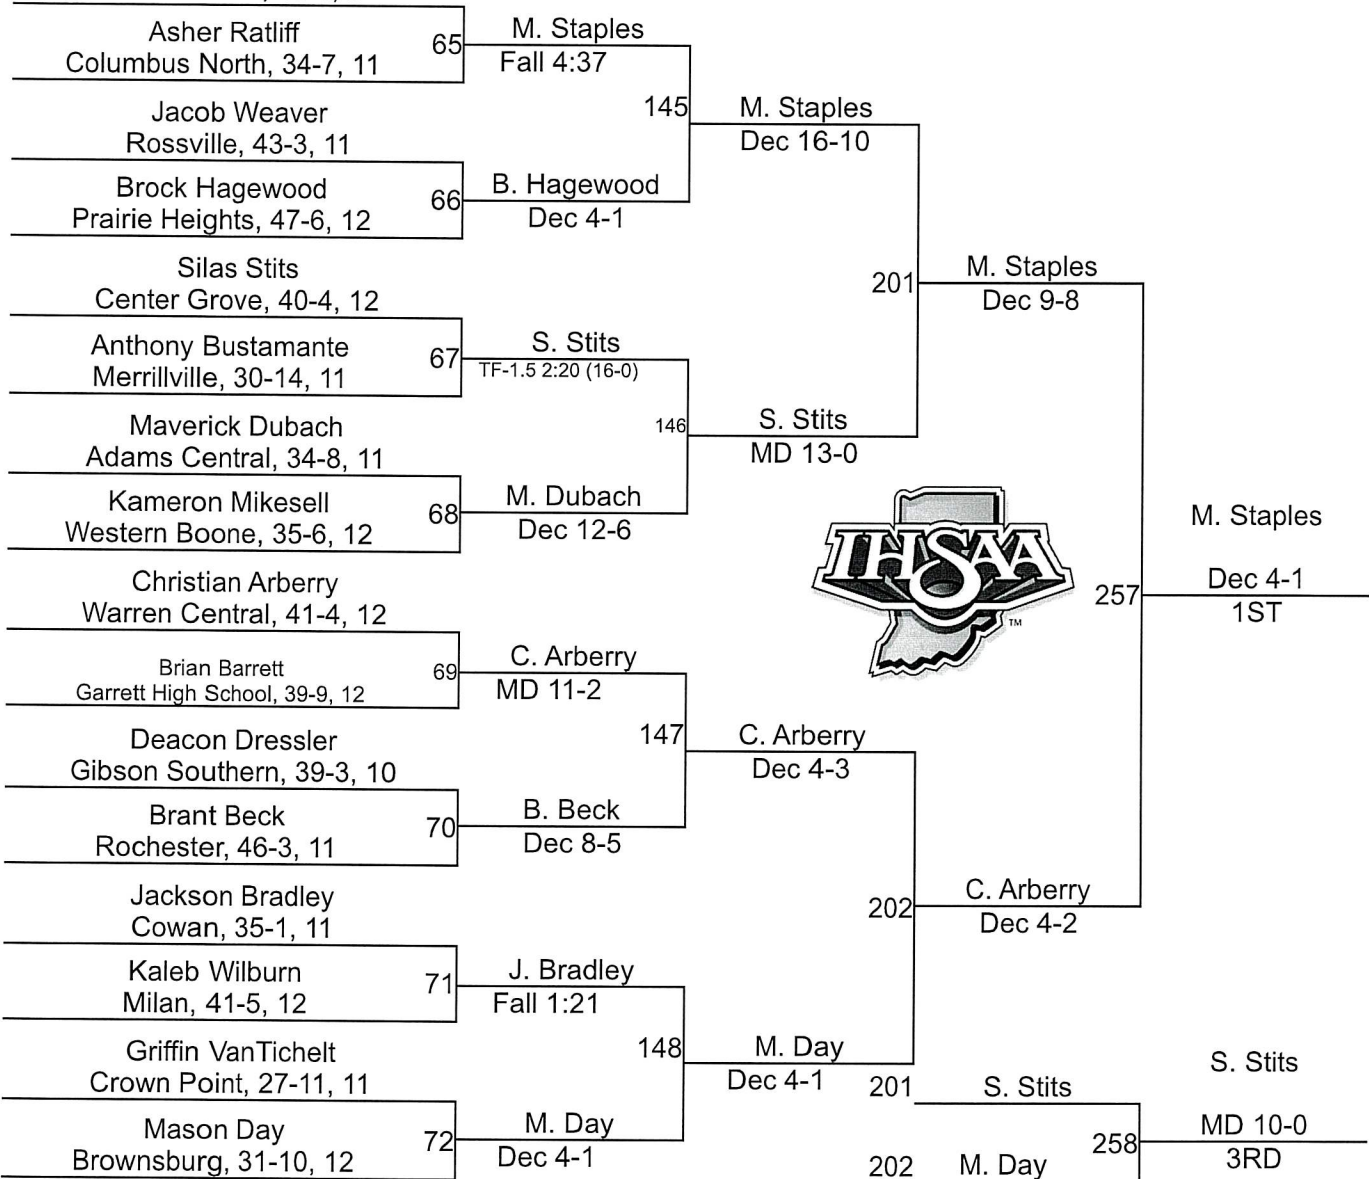 Asher Ratliff
Columbus North, 34-7, 11
65
M. Staples
Fall 4:37
Jacob Weaver
Rossville, 43-3, 11
145
M. Staples
Dec 16-10
Brock Hagewood
Prairie Heights, 47-6, 12
66
B. Hagewood
Dec 4-1
Silas Stits
Center Grove, 40-4, 12
201
M. Staples
Dec 9-8
Anthony Bustamante
Merrillville, 30-14, 11
67
S. Stits
TF-1.5 2:20 (16-0)
Maverick Dubach
Adams Central, 34-8, 11
146
S. Stits
MD 13-0
Kameron Mikesell
Western Boone, 35-6, 12
68
M. Dubach
Dec 12-6
IHSAA
TM
M. Staples
Christian Arberry
Warren Central, 41-4, 12
257
Dec 4-1
1ST
Brian Barrett
Garrett High School, 39-9, 12
69
C. Arberry
MD 11-2
Deacon Dressler
Gibson Southern, 39-3, 10
147
C. Arberry
Dec 4-3
Brant Beck
Rochester, 46-3, 11
70
B. Beck
Dec 8-5
Jackson Bradley
Cowan, 35-1, 11
202
C. Arberry
Dec 4-2
Kaleb Wilburn
Milan, 41-5, 12
71
J. Bradley
Fall 1:21
Griffin VanTichelt
Crown Point, 27-11, 11
148
M. Day
Dec 4-1
201
S. Stits
S. Stits
Mason Day
Brownsburg, 31-10, 12
72
M. Day
Dec 4-1
258
MD 10-0
3RD
202
M. Day